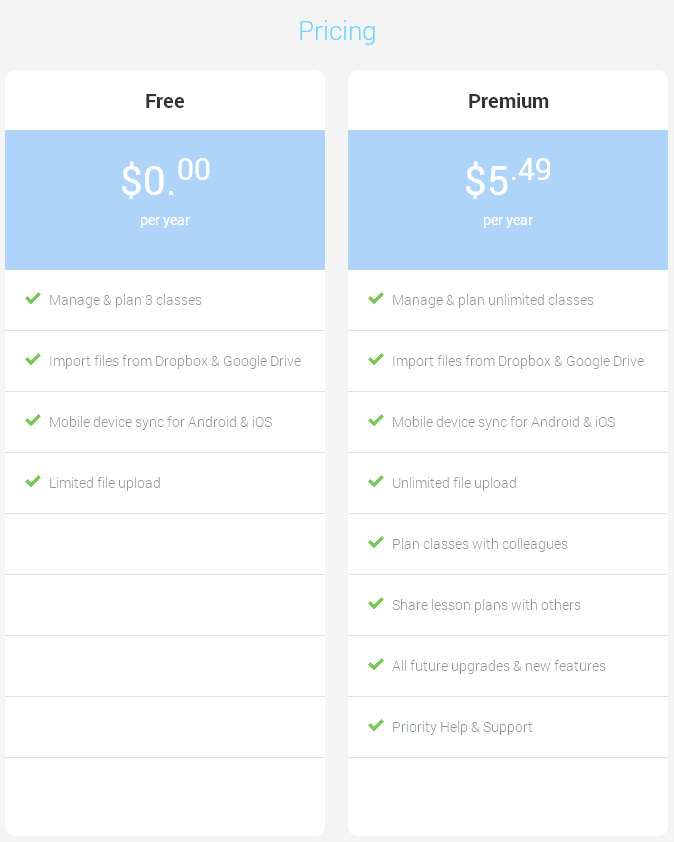 Pricing
Free
$0.00
per year
Manage & plan 3 classes
Import files from Dropbox & Google Drive
Mobile device sync for Android & iOS
Limited file upload
Premium
$5.49
per year
Manage & plan unlimited classes
Import files from Dropbox & Google Drive
Mobile device sync for Android & iOS
Unlimited file upload
Plan classes with colleagues
Share lesson plans with others
All future upgrades & new features
Priority Help & Support